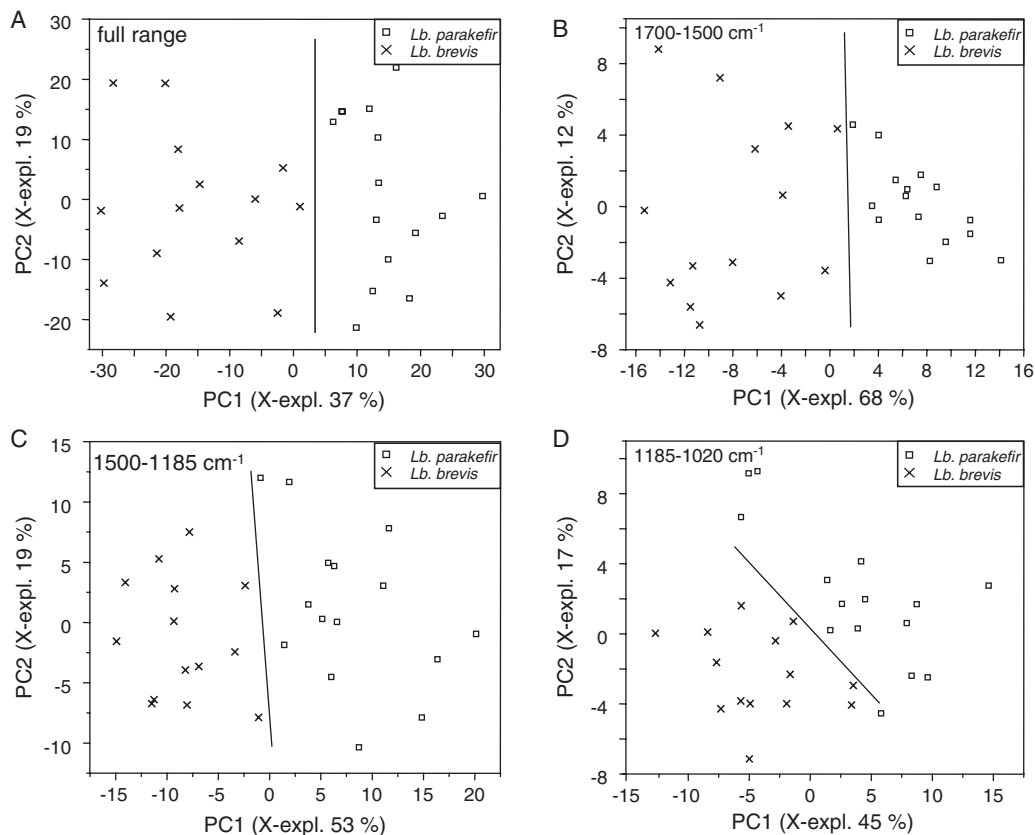 A
full range
Lb. parakefir
Lb. brevis
PC2 (X-expl. 19 %)
30
20
10
0
-10
-20
-30 -20 -10 0 10 20 30
PC1 (X-expl. 37 %)
B
1700-1500 cm⁻¹
Lb. parakefir
Lb. brevis
PC2 (X-expl. 12 %)
8
4
0
-4
-8
-16 -12 -8 -4 0 4 8 12 16
PC1 (X-expl. 68 %)
C
1500-1185 cm⁻¹
Lb. parakefir
Lb. brevis
PC2 (X-expl. 19 %)
15
10
5
0
-5
-10
-15 -10 -5 0 5 10 15 20
PC1 (X-expl. 53 %)
D
1185-1020 cm⁻¹
Lb. parakefir
Lb. brevis
PC2 (X-expl. 17 %)
8
4
0
-4
-8
-15 -10 -5 0 5 10 15
PC1 (X-expl. 45 %)